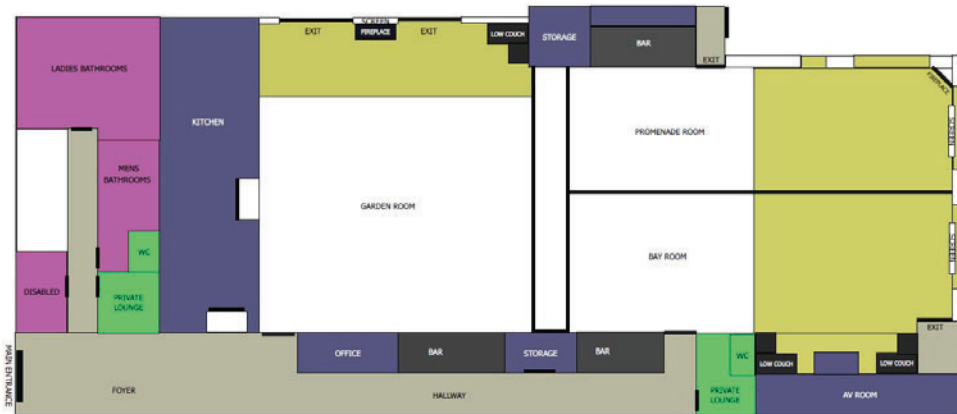 SCREEN
EXIT
FIREPLACE
EXIT
LOW COUCH
STORAGE
BAR
EXIT
LADIES BATHROOMS
KITCHEN
FIREPLACE
PROMENADE ROOM
SCREEN
MENS
BATHROOMS
GARDEN ROOM
WC
BAY ROOM
SCREEN
DISABLED
PRIVATE
LOUNGE
MAIN ENTRANCE
OFFICE
BAR
STORAGE
BAR
WC
EXIT
LOW COUCH
LOW COUCH
FOYER
HALLWAY
PRIVATE
LOUNGE
AV ROOM